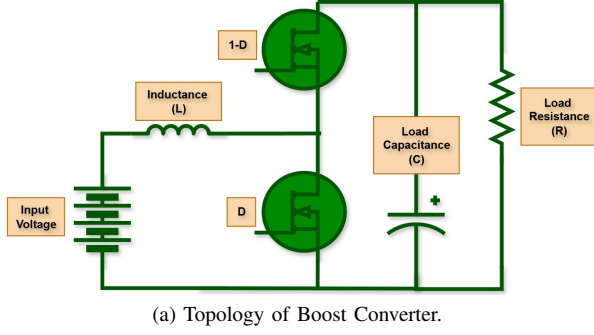 1-D
Inductance
(L)
Load
Resistance
(R)
Load
Capacitance
(C)
Input
Voltage
D
+
(a) Topology of Boost Converter.